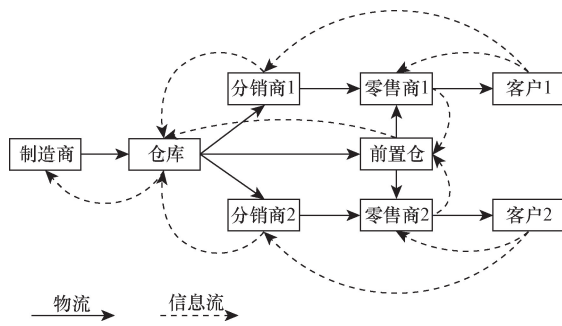 分销商1
零售商1
客户1
制造商
仓库
前置仓
分销商2
零售商2
客户2
物流
信息流